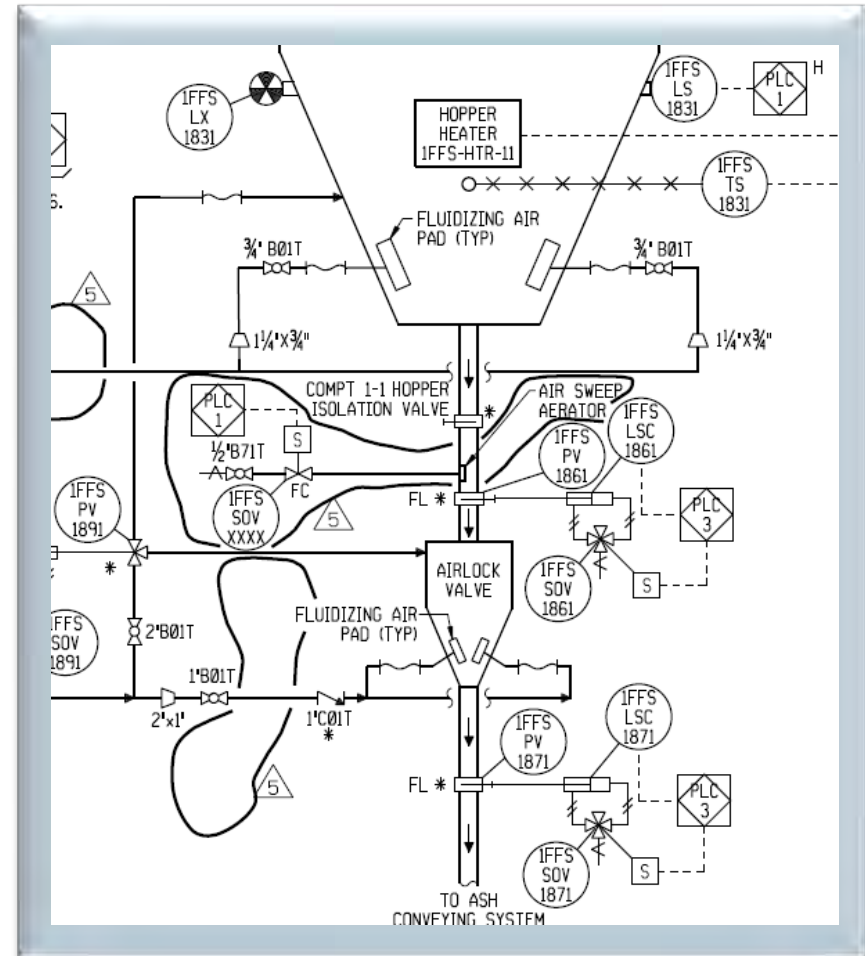 1FFS
LX
1831
HOPPER
HEATER
1FFS-HTR-11
1FFS
LS
1831
PLC
1
H
1FFS
TS
1831
6.
FLUIDIZING AIR
PAD (TYP)
3/4" B01T
3/4" B01T
5
1 1/4"X3/4"
1 1/4"X3/4"
COMPT 1-1 HOPPER
ISOLATION VALVE
*
AIR SWEEP
AERATOR
PLC
1
S
1/2"B71T
FC
1FFS
SOV
XXXX
5
1FFS
PV
1861
1FFS
LSC
1861
FL *
PLC
3
1FFS
PV
1891
*
1FFS
SOV
1861
S
AIRLOCK
VALVE
1FFS
SOV
1891
2"B01T
FLUIDIZING AIR
PAD (TYP)
1"B01T
2"x1"
1"C01T
*
5
1FFS
PV
1871
1FFS
LSC
1871
FL *
PLC
3
1FFS
SOV
1871
S
TO ASH
CONVEYING SYSTEM